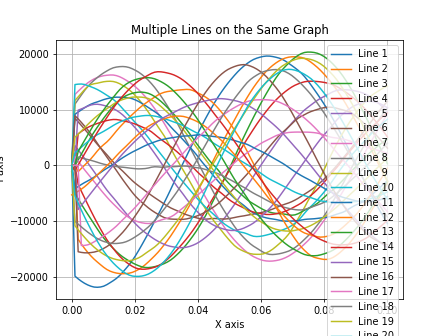 Multiple Lines on the Same Graph
20000
10000
0
−10000
−20000
0.00
0.02
0.04
0.06
X axis
Line 1
Line 2
Line 3
Line 4
Line 5
Line 6
Line 7
Line 8
Line 9
Line 10
Line 11
Line 12
Line 13
Line 14
Line 15
Line 16
Line 17
Line 18
Line 19
Line 20